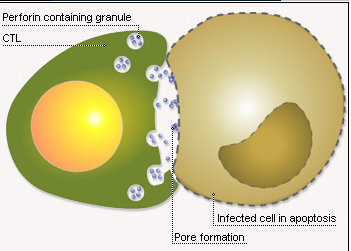 Perforin containing granule
CTL
Infected cell in apoptosis
Pore formation